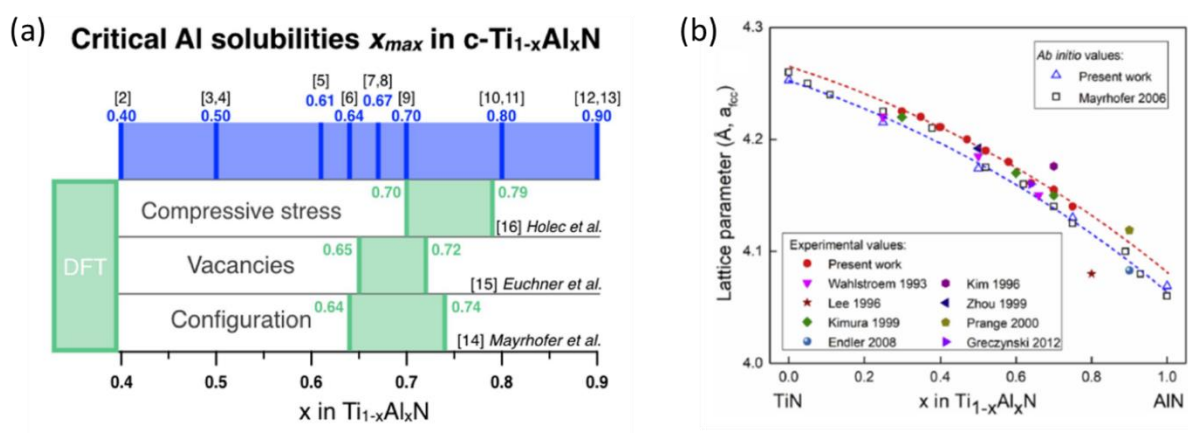 (a)
Critical Al solubilities xmax in c-Ti1-xAlxN
[2] [3,4] [5] [6] [7,8] [9] [10,11] [12,13]
0.40 0.50 0.61 0.64 0.67 0.70 0.80 0.90
DFT
0.70 0.79
Compressive stress
[16] Holec et al.
0.65 0.72
Vacancies
[15] Euchner et al.
0.64 0.74
Configuration
[14] Mayrhofer et al.
0.4 0.5 0.6 0.7 0.8 0.9
x in Ti1-xAlxN
(b)
Lattice parameter (Å, afcc)
4.3
4.2
4.1
4.0
Ab initio values:
Present work
Mayrhofer 2006
Experimental values:
Present work
Wahlstroem 1993
Lee 1996
Kimura 1999
Endler 2008
Kim 1996
Zhou 1999
Prange 2000
Greczynski 2012
0.0 0.2 0.4 0.6 0.8 1.0
TiN x in Ti1-xAlxN AlN